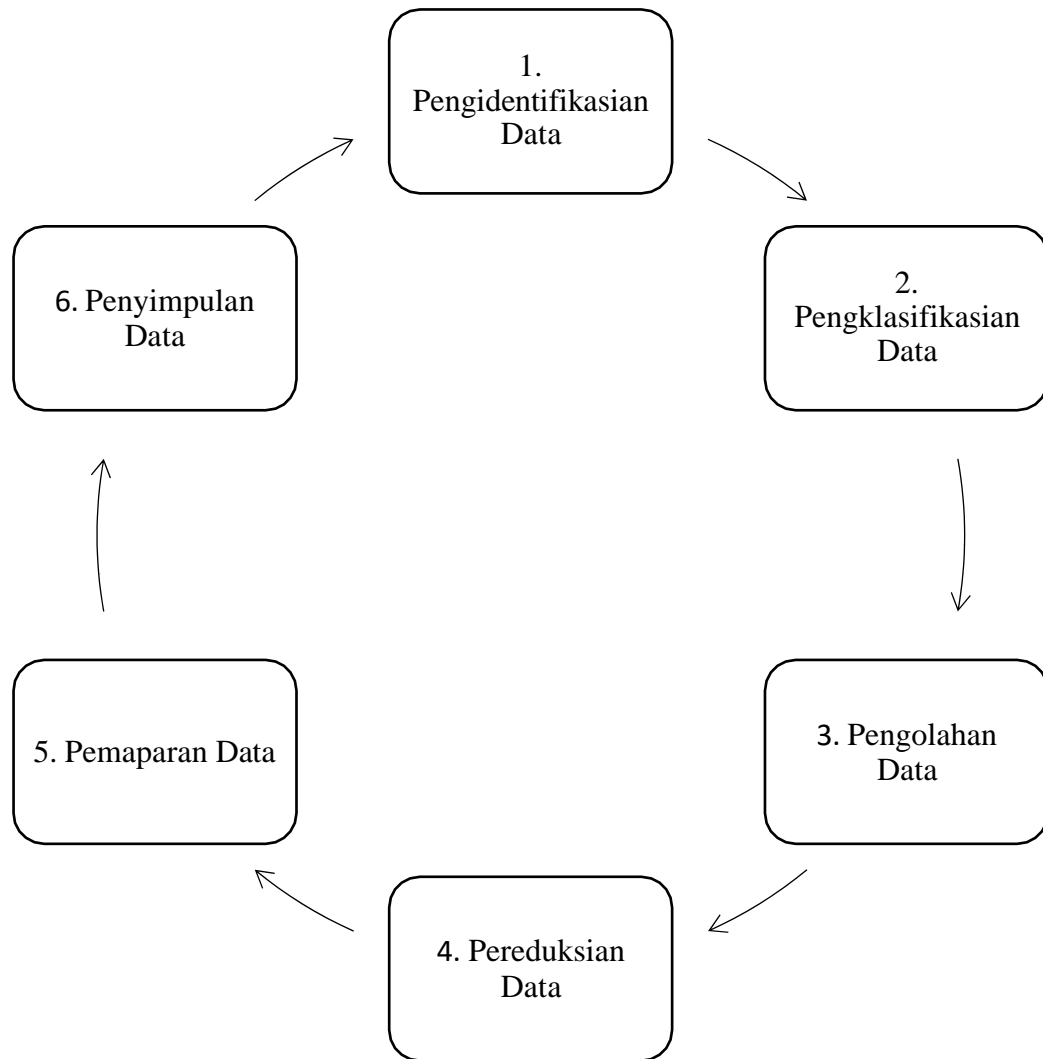 1.
Pengidentifikasian
Data
2.
Pengklasifikasian
Data
3. Pengolahan
Data
4. Pereduksian
Data
5. Pemaparan Data
6. Penyimpulan
Data